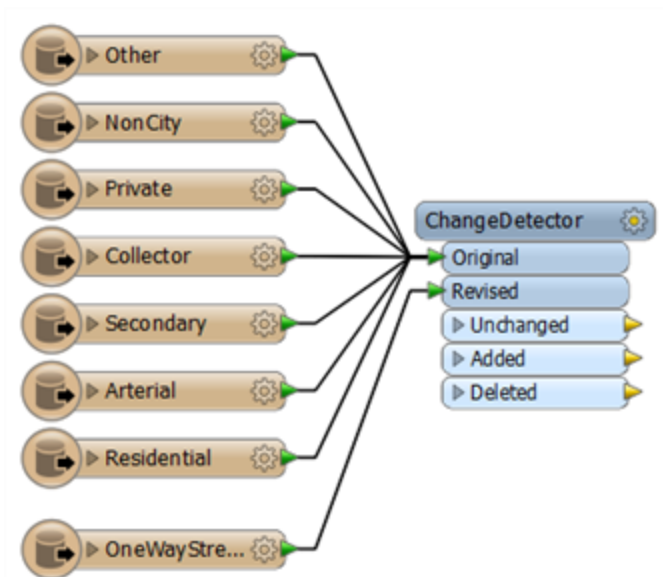 Other
NonCity
Private
Collector
Secondary
Arterial
Residential
OneWayStre...
ChangeDetector
Original
Revised
Unchanged
Added
Deleted